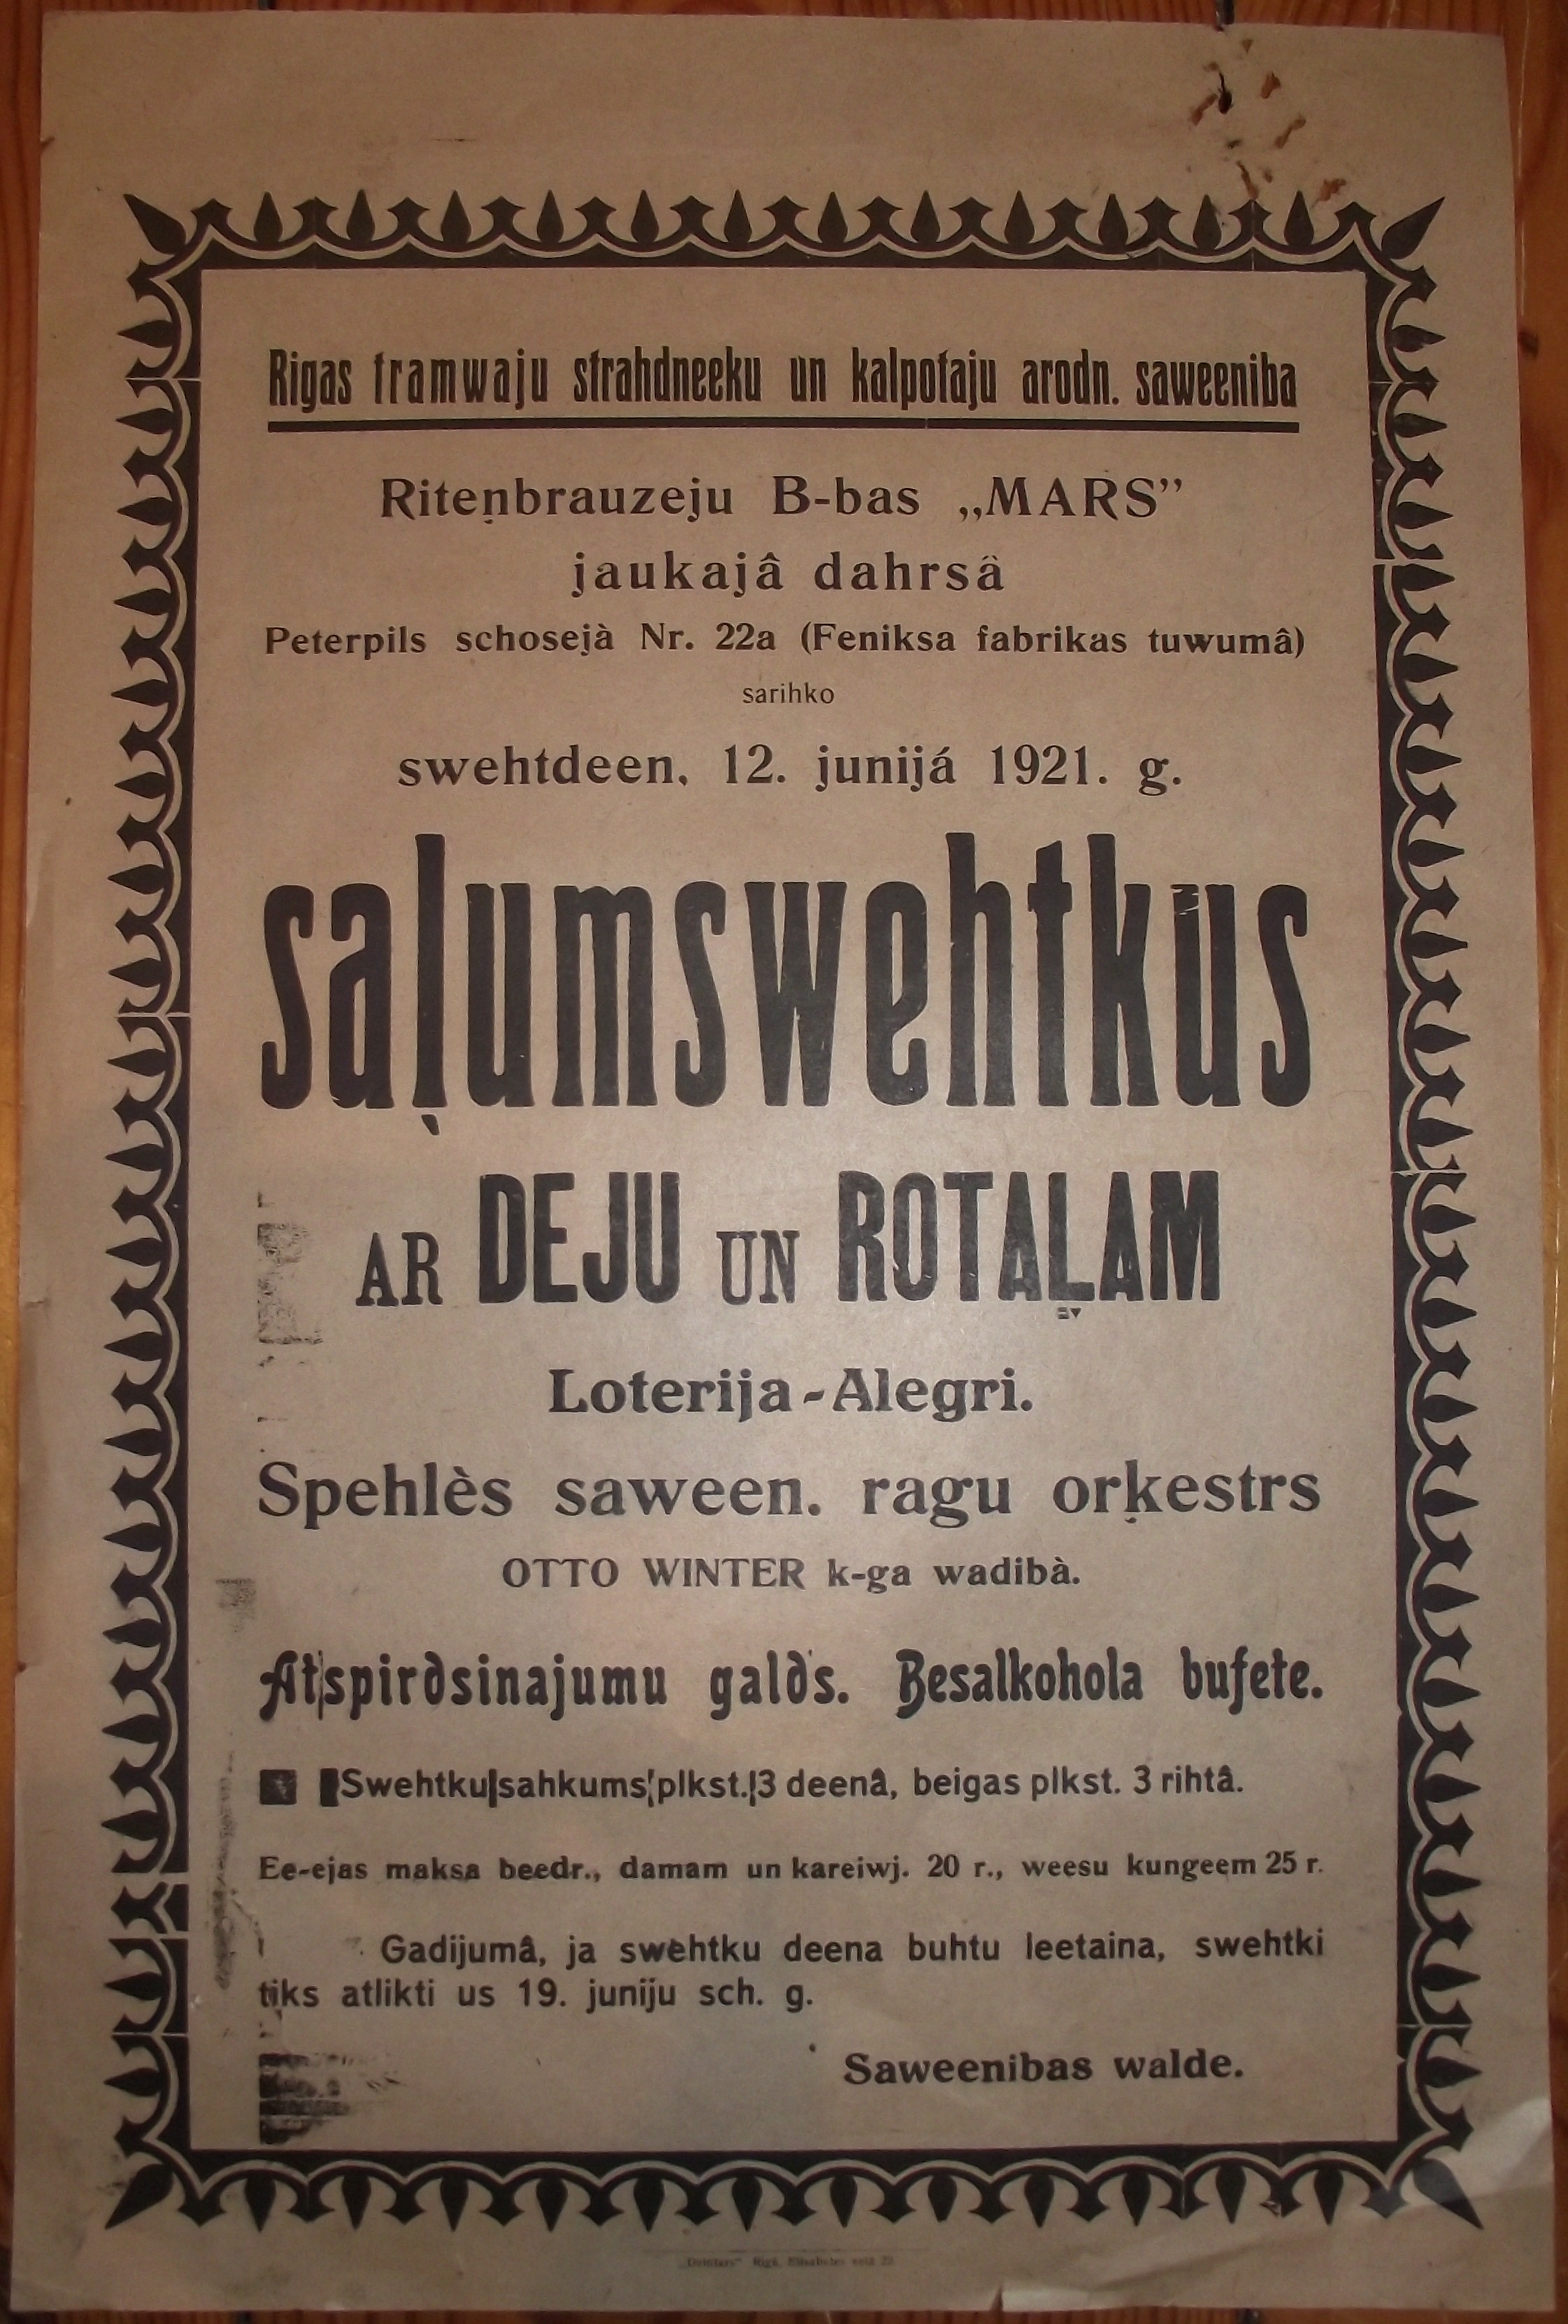 Rigas tramwaju strahdneeku un kalpotaju arodn. saweeniba
Riteņbrauzeju B-bas „MARS”
jaukajâ dahrsâ
Peterpils schosejà Nr. 22a (Feniksa fabrikas tuwumâ)
sarihko
swehtdeen, 12. junijá 1921. g.
saļumswehtkus
AR DEJU UN ROTAĻAM
Loterija-Alegri.
Spehlès saween. ragu orķestrs
OTTO WINTER k-ga wadibà.
Atspirdsinajumu galds. Besalkohola bufete.
Swehtku sahkums plkst. 3 deenâ, beigas plkst. 3 rihtâ.
Ee-ejas maksa beedr., damam un kareiwj. 20 r., weesu kungeem 25 r.
Gadijumâ, ja swehtku deena buhtu leetaina, swehtki
tiks atlikti us 19. juniju sch. g.
Saweenibas walde.